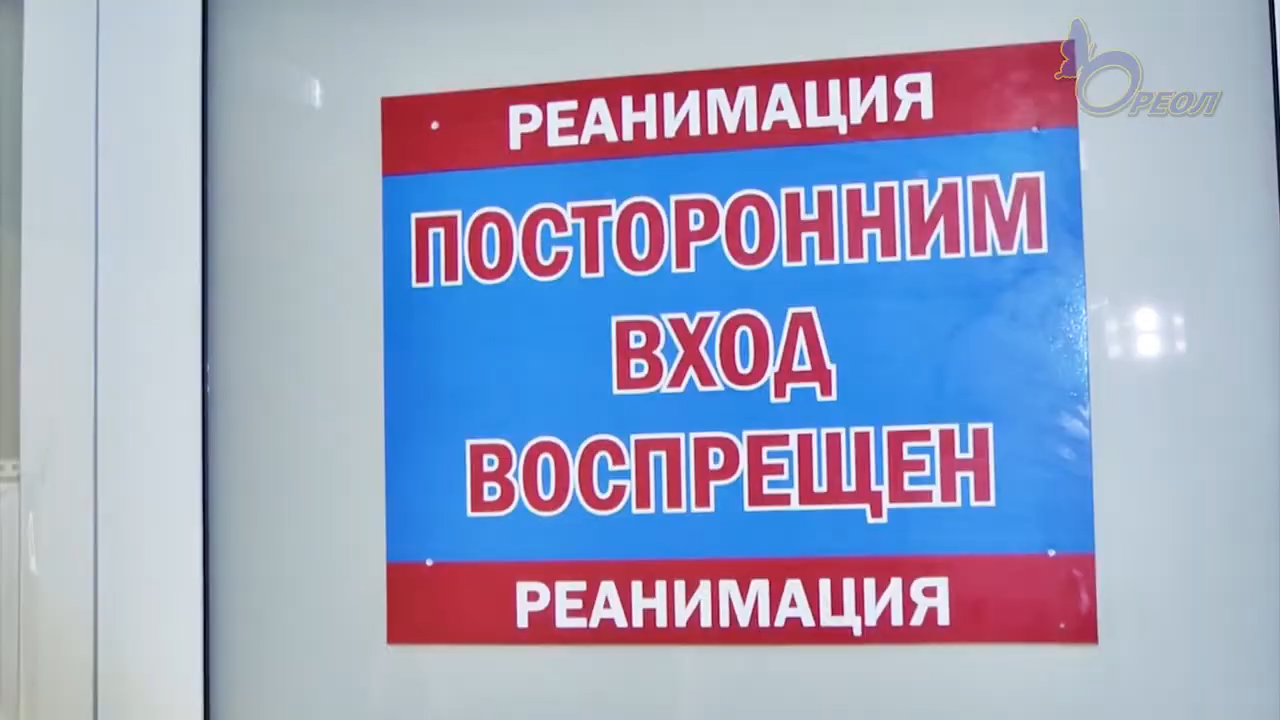 ОРЕОЛ
РЕАНИМАЦИЯ
ПОСТОРОННИМ
ВХОД
ВОСПРЕЩЕН
РЕАНИМАЦИЯ